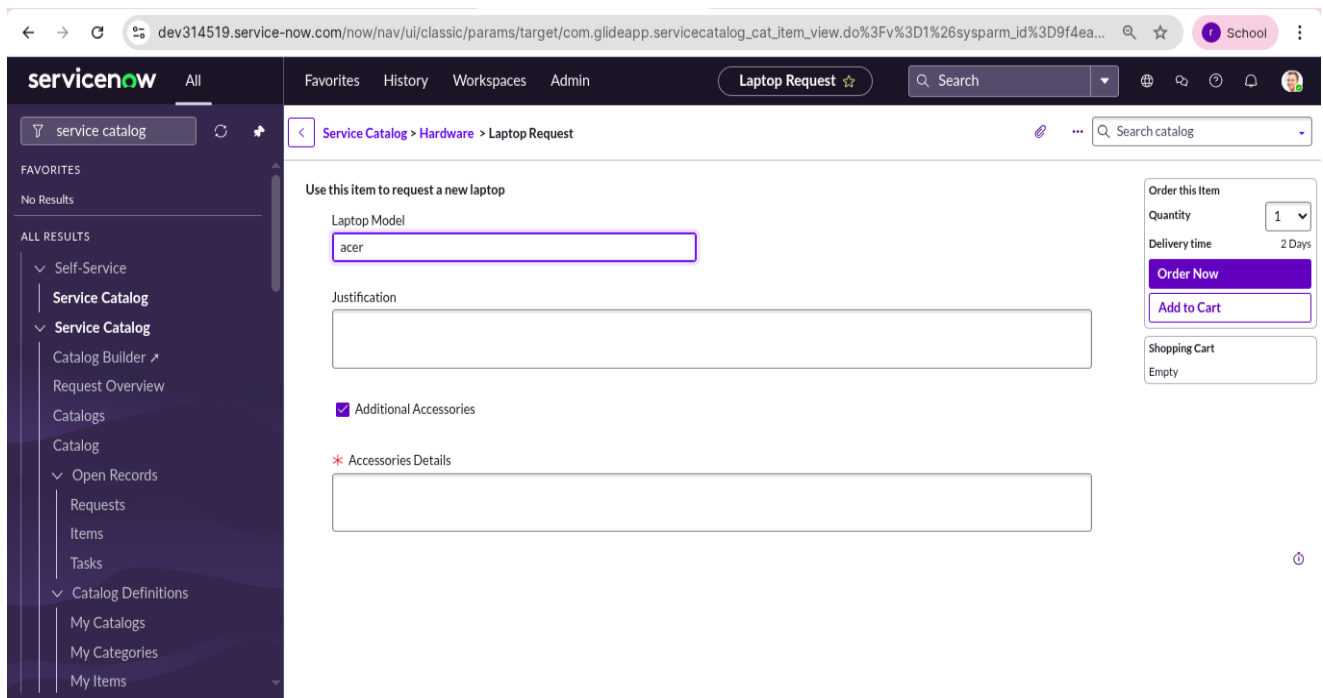 dev314519.service-now.com/now/nav/ui/classic/params/target/com.glideapp.servicecatalog_cat_item_view.do%3Fv%3D1%26sysparm_id%3D9f4ea...
r School
servicenow All Favorites History Workspaces Admin Laptop Request Search
service catalog
Service Catalog > Hardware > Laptop Request
Search catalog
FAVORITES
No Results
ALL RESULTS
Self-Service
Service Catalog
Service Catalog
Catalog Builder ↗
Request Overview
Catalogs
Catalog
Open Records
Requests
Items
Tasks
Catalog Definitions
My Catalogs
My Categories
My Items
Use this item to request a new laptop
Laptop Model
acer
Justification
Additional Accessories
* Accessories Details
Order this Item
Quantity 1
Delivery time 2 Days
Order Now
Add to Cart
Shopping Cart
Empty